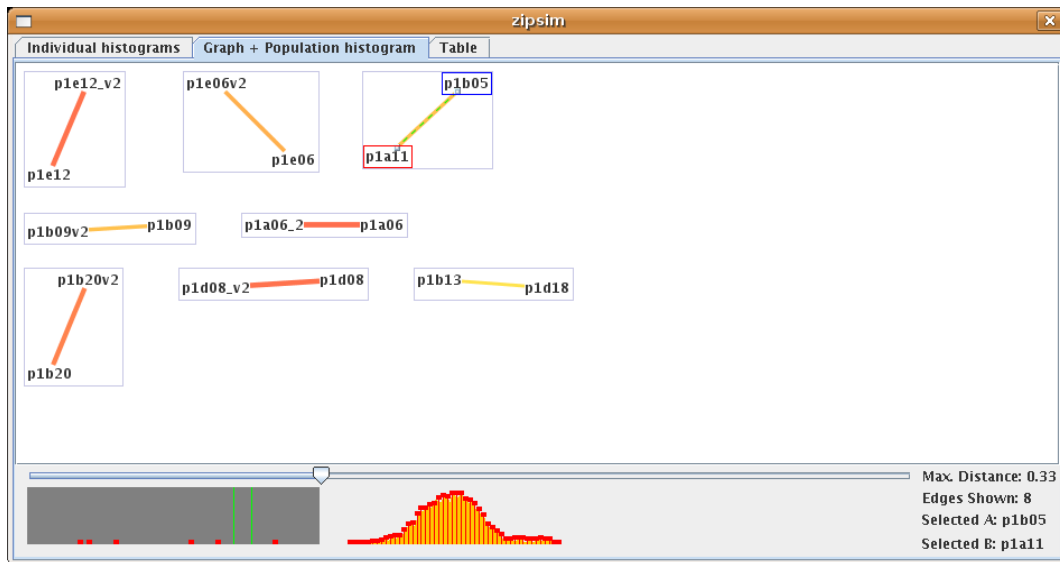 zipsim
Individual histograms Graph + Population histogram Table
p1e12_v2 p1e06v2 p1b05
p1e12 p1e06 p1a11
p1b09v2 p1b09 p1a06_2 p1a06
p1b20v2 p1d08_v2 p1d08 p1b13 p1d18
p1b20
Max. Distance: 0.33
Edges Shown: 8
Selected A: p1b05
Selected B: p1a11